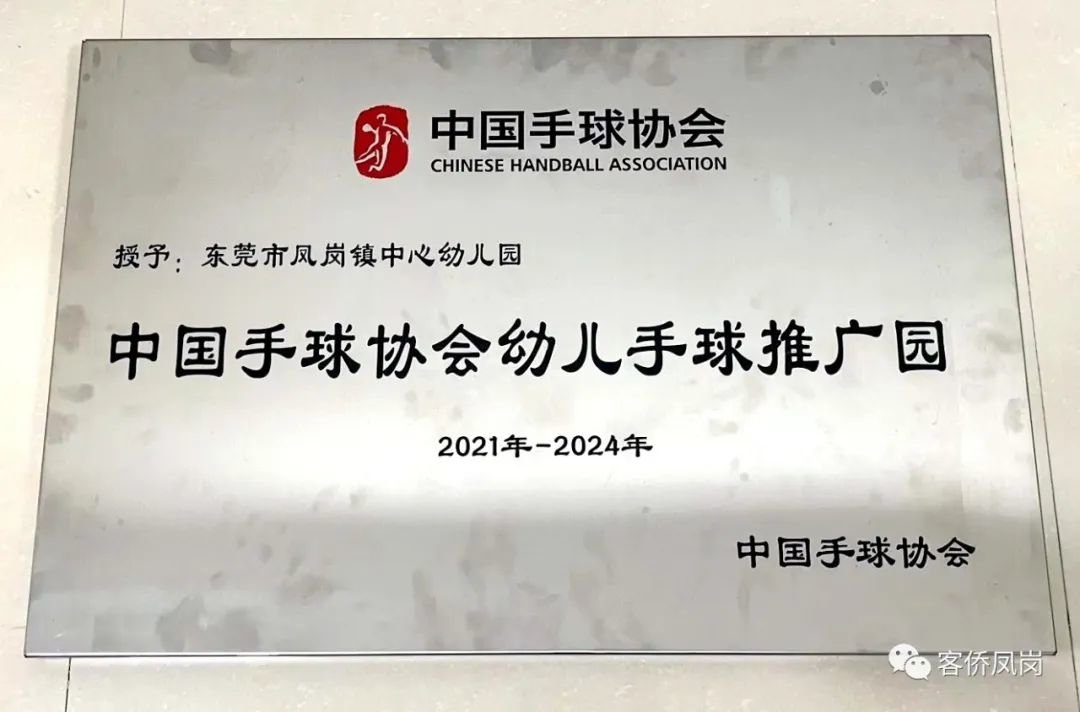 中国手球协会
CHINESE HANDBALL ASSOCIATION
授予：东莞市凤岗镇中心幼儿园
中国手球协会幼儿手球推广园
2021年-2024年
中国手球协会
客侨凤岗